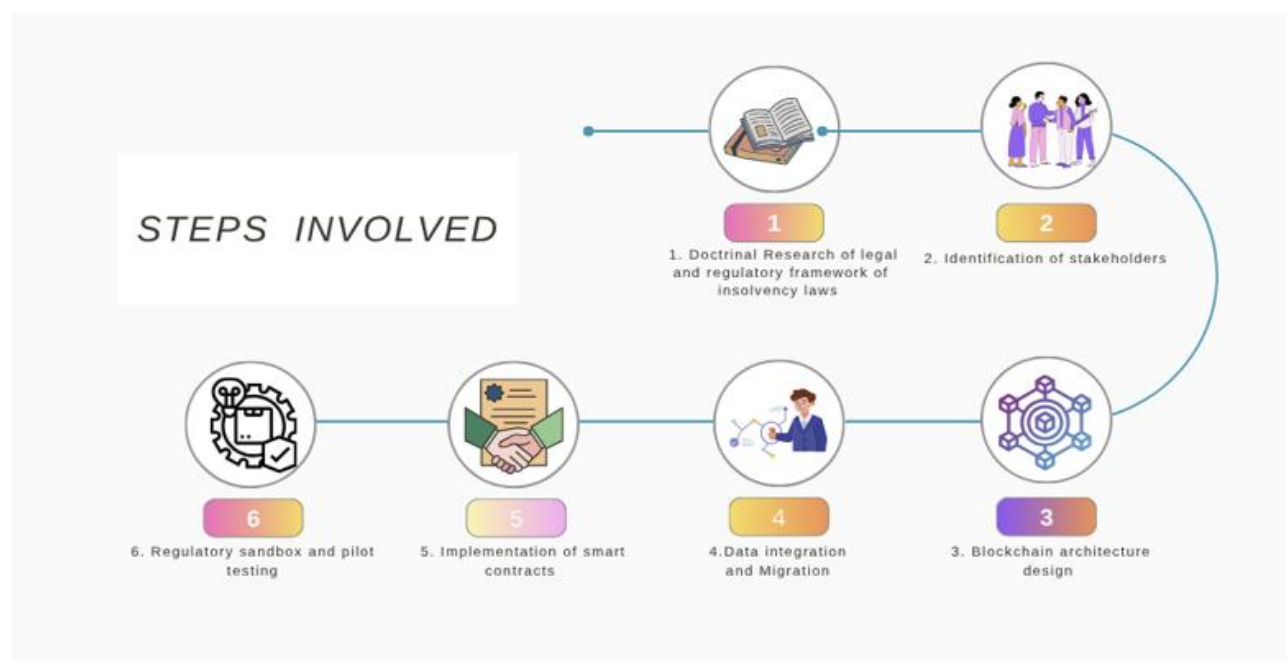 STEPS INVOLVED
1
1. Doctrinal Research of legal
and regulatory framework of
insolvency laws
2
2. Identification of stakeholders
3
3. Blockchain architecture
design
4
4.Data integration
and Migration
5
5. Implementation of smart
contracts
6
6. Regulatory sandbox and pilot
testing